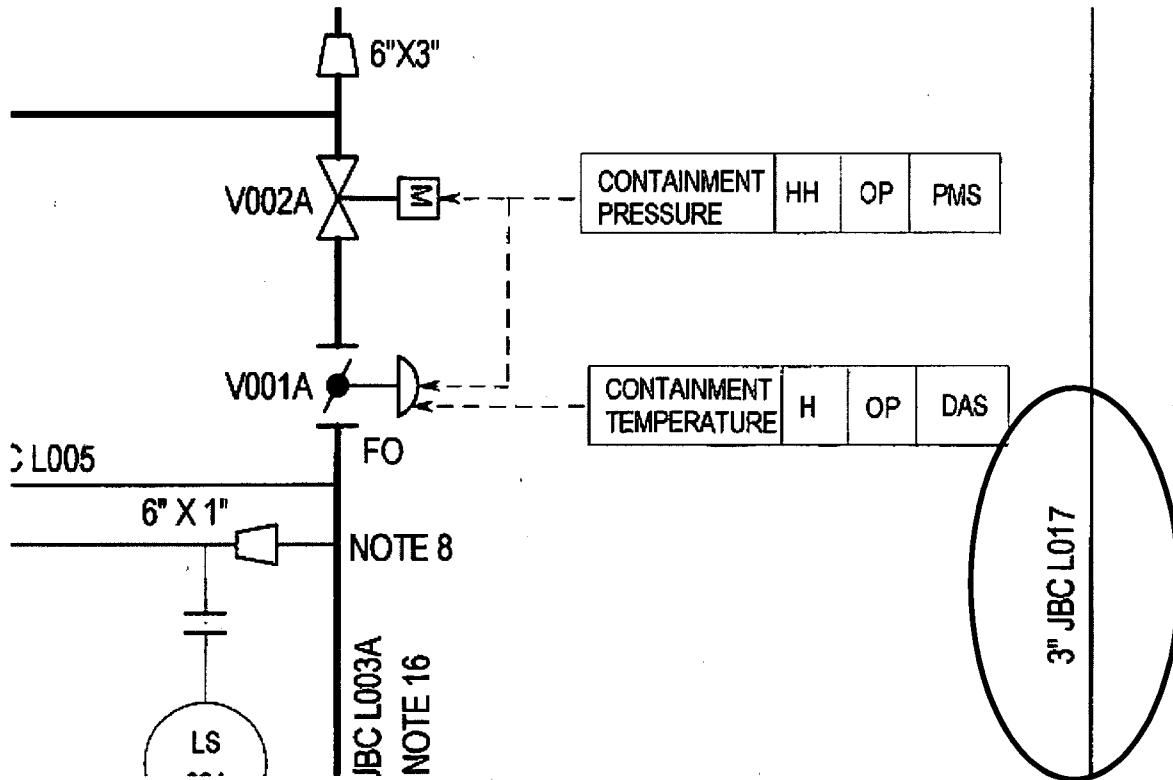 6"X3"
V002A
M
CONTAINMENT
PRESSURE
HH
OP
PMS
V001A
CONTAINMENT
TEMPERATURE
H
OP
DAS
FO
L005
6" X 1"
NOTE 8
JBC L003A
NOTE 16
3" JBC L017
LS